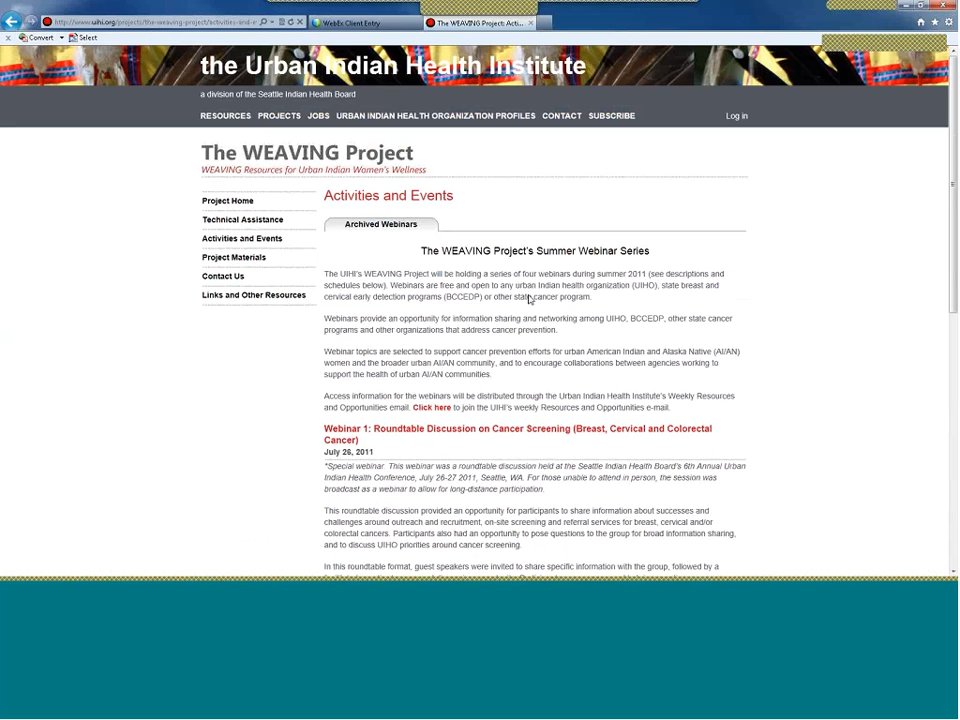 http://www.uihi.org/projects/the-weaving-project/activities-and-e
WebEx Client Entry
The WEAVING Project: Acti...
Convert
Select
the Urban Indian Health Institute
a division of the Seattle Indian Health Board
RESOURCES PROJECTS JOBS URBAN INDIAN HEALTH ORGANIZATION PROFILES CONTACT SUBSCRIBE
Log in
The WEAVING Project
WEAVING Resources for Urban Indian Women's Wellness
Project Home
Technical Assistance
Activities and Events
Project Materials
Contact Us
Links and Other Resources
Activities and Events
Archived Webinars
The WEAVING Project's Summer Webinar Series
The UIHI's WEAVING Project will be holding a series of four webinars during summer 2011 (see descriptions and
schedules below). Webinars are free and open to any urban Indian health organization (UIHO), state breast and
cervical early detection programs (BCCEDP) or other state cancer program.
Webinars provide an opportunity for information sharing and networking among UIHO, BCCEDP, other state cancer
programs and other organizations that address cancer prevention.
Webinar topics are selected to support cancer prevention efforts for urban American Indian and Alaska Native (AI/AN)
women and the broader urban AI/AN community, and to encourage collaborations between agencies working to
support the health of urban AI/AN communities.
Access information for the webinars will be distributed through the Urban Indian Health Institute's Weekly Resources
and Opportunities email. Click here to join the UIHI's weekly Resources and Opportunities e-mail.
Webinar 1: Roundtable Discussion on Cancer Screening (Breast, Cervical and Colorectal
Cancer)
July 26, 2011
*Special webinar. This webinar was a roundtable discussion held at the Seattle Indian Health Board's 6th Annual Urban
Indian Health Conference, July 26-27 2011, Seattle, WA. For those unable to attend in person, the session was
broadcast as a webinar to allow for long-distance participation.
This roundtable discussion provided an opportunity for participants to share information about successes and
challenges around outreach and recruitment, on-site screening and referral services for breast, cervical and/or
colorectal cancers. Participants also had an opportunity to pose questions to the group for broad information sharing,
and to discuss UIHO priorities around cancer screening.
In this roundtable format, guest speakers were invited to share specific information with the group, followed by a